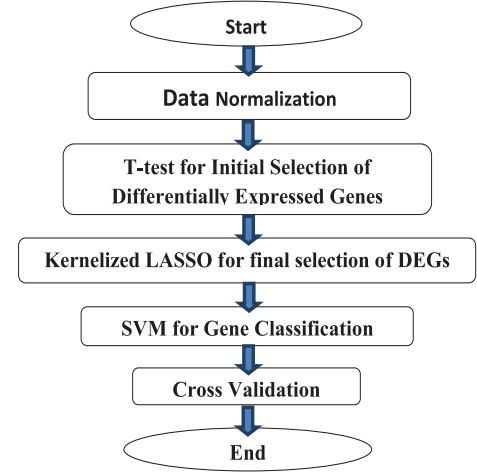 Start
Data Normalization
T-test for Initial Selection of
Differentially Expressed Genes
Kernelized LASSO for final selection of DEGs
SVM for Gene Classification
Cross Validation
End